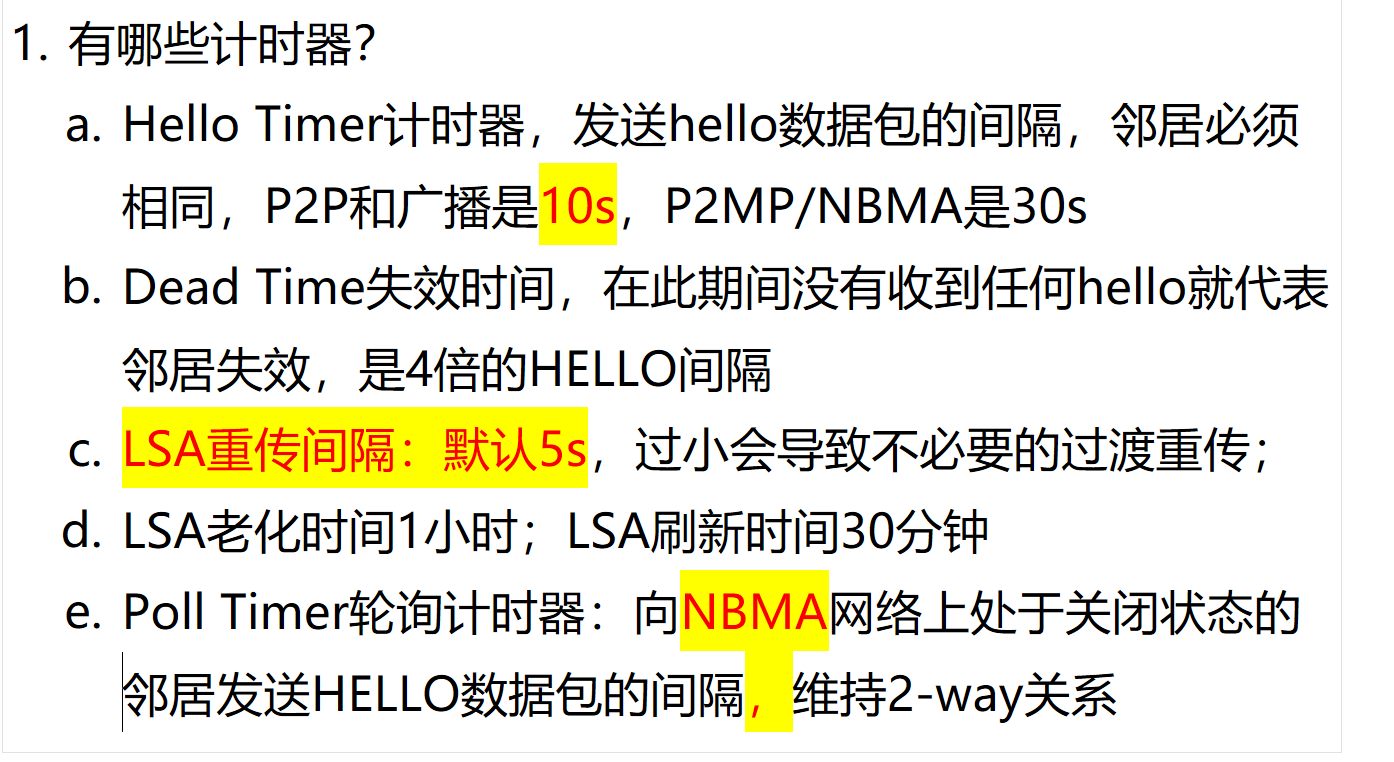 1. 有哪些计时器？
a. Hello Timer计时器，发送hello数据包的间隔，邻居必须
相同，P2P和广播是10s，P2MP/NBMA是30s
b. Dead Time失效时间，在此期间没有收到任何hello就代表
邻居失效，是4倍的HELLO间隔
c. LSA重传间隔：默认5s，过小会导致不必要的过渡重传；
d. LSA老化时间1小时；LSA刷新时间30分钟
e. Poll Timer轮询计时器：向NBMA网络上处于关闭状态的
邻居发送HELLO数据包的间隔，维持2-way关系